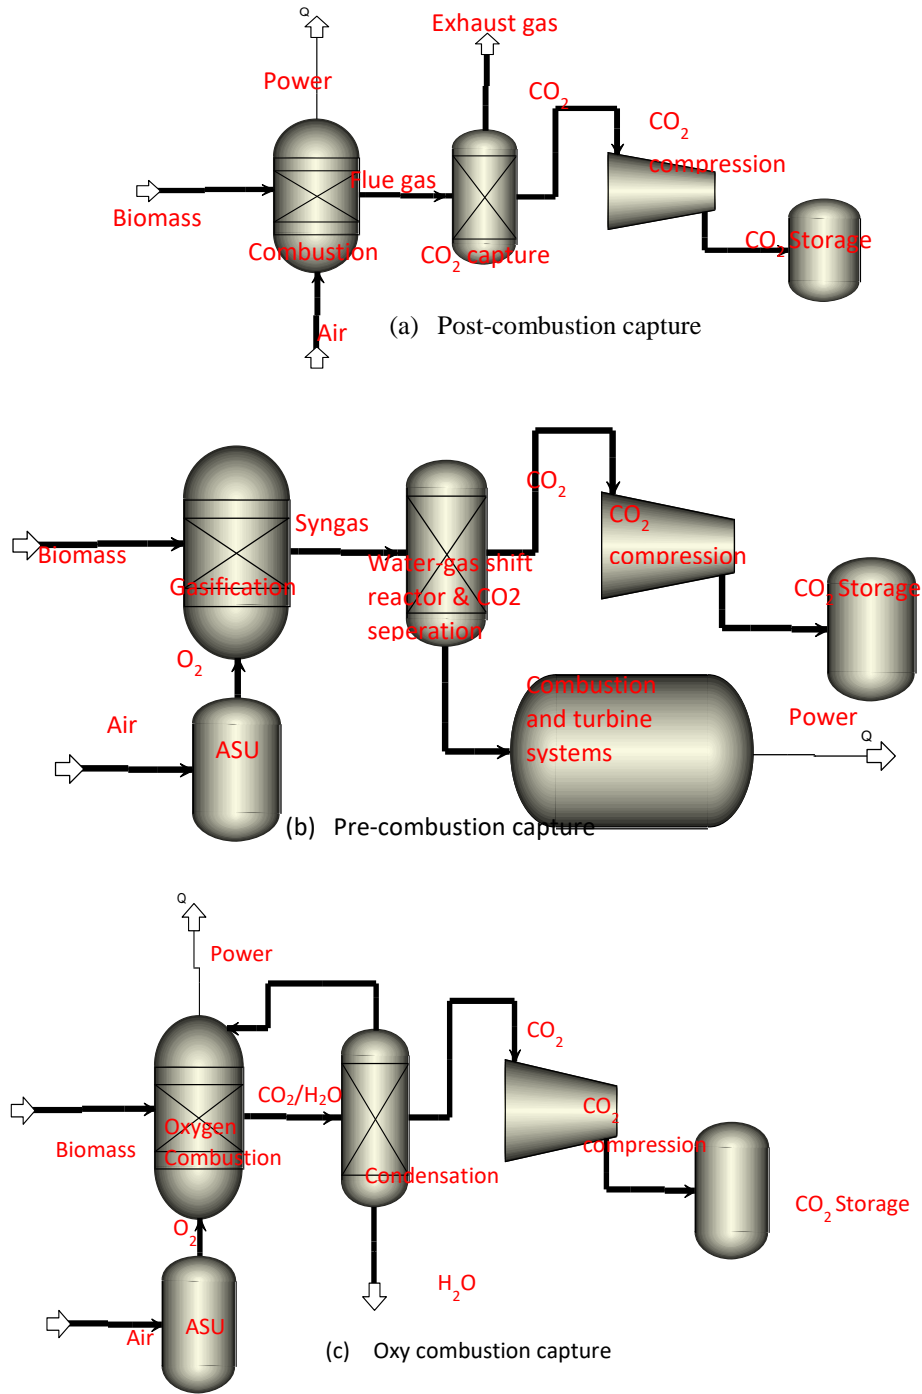 Q
Exhaust gas
Power
CO2
CO2
compression
Flue gas
Biomass
Combustion
CO2 capture
CO2 Storage
Air
(a) Post-combustion capture
CO2
Syngas
CO2
compression
Biomass
Gasification
Water-gas shift
reactor & CO2
seperation
CO2 Storage
O2
Combustion
and turbine
systems
Power
Air
ASU
Q
(b) Pre-combustion capture
Q
Power
CO2
CO2/H2O
CO2
compression
Oxygen
Combustion
Biomass
Condensation
CO2 Storage
O2
H2O
Air
ASU
(c) Oxy combustion capture